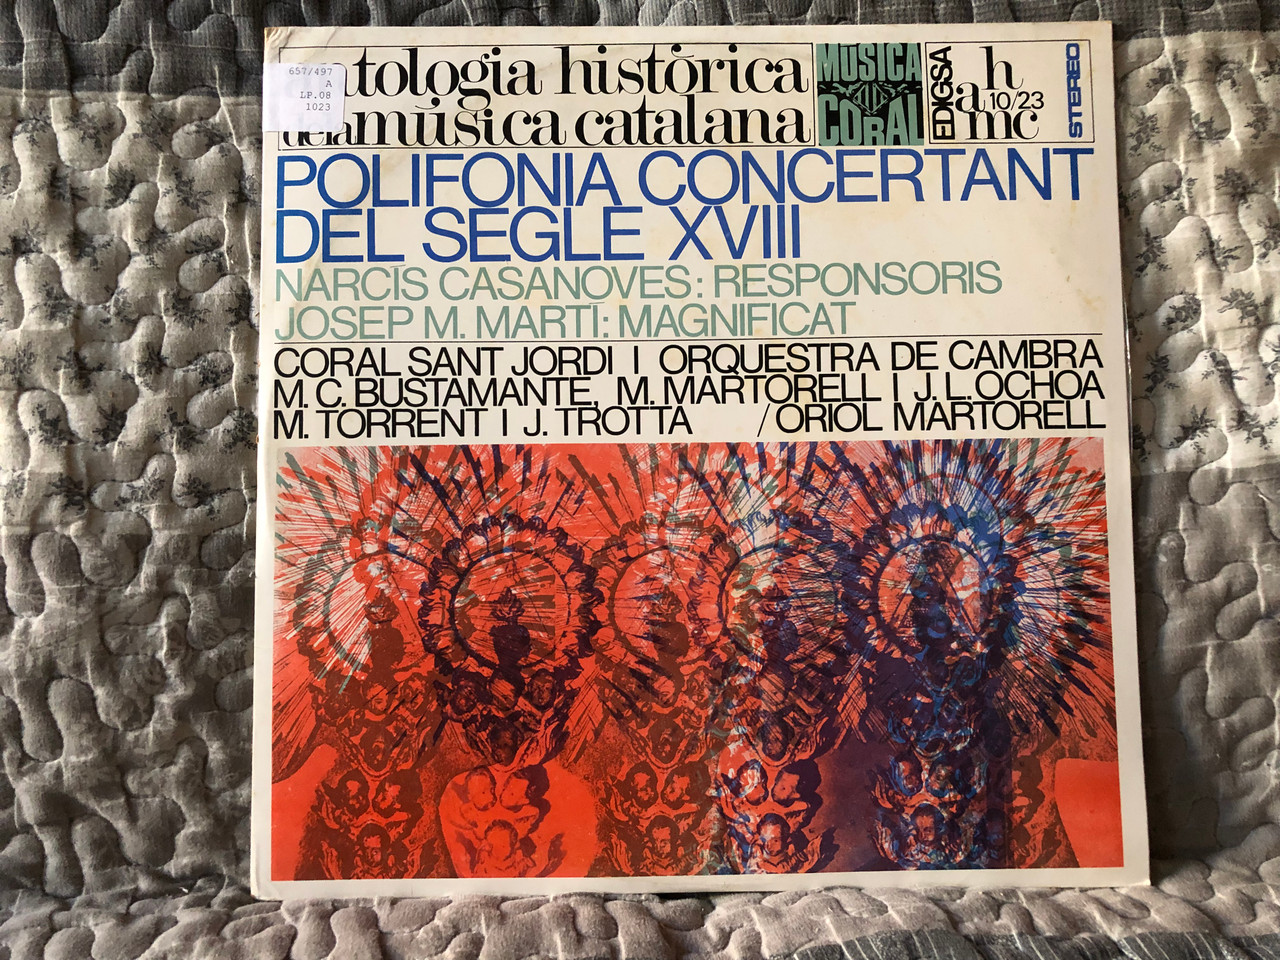 657/497
A
LP.08
1023
ntologia històrica
de la música catalana
MÚSICA
CORAL
EDIGSA
ah
10/23
mc
STEREO
POLIFONIA CONCERTANT
DEL SEGLE XVIII
NARCÍS CASANOVES: RESPONSORIS
JOSEP M. MARTÍ: MAGNIFICAT
CORAL SANT JORDI I ORQUESTRA DE CAMBRA
M. C. BUSTAMANTE, M. MARTORELL I J. L. OCHOA
M. TORRENT I J. TROTTA / ORIOL MARTORELL